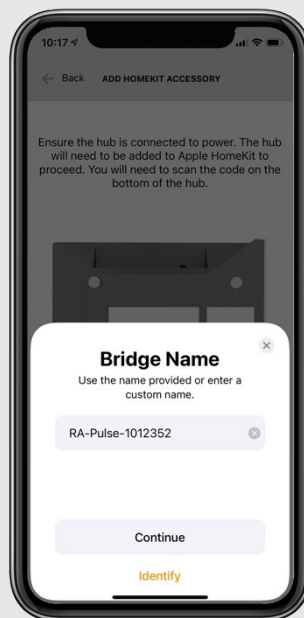 10:17
Back ADD HOMEKIT ACCESSORY
Ensure the hub is connected to power. The hub
will need to be added to Apple HomeKit to
proceed. You will need to scan the code on the
bottom of the hub.
Bridge Name
Use the name provided or enter a
custom name.
RA-Pulse-1012352
Continue
Identify